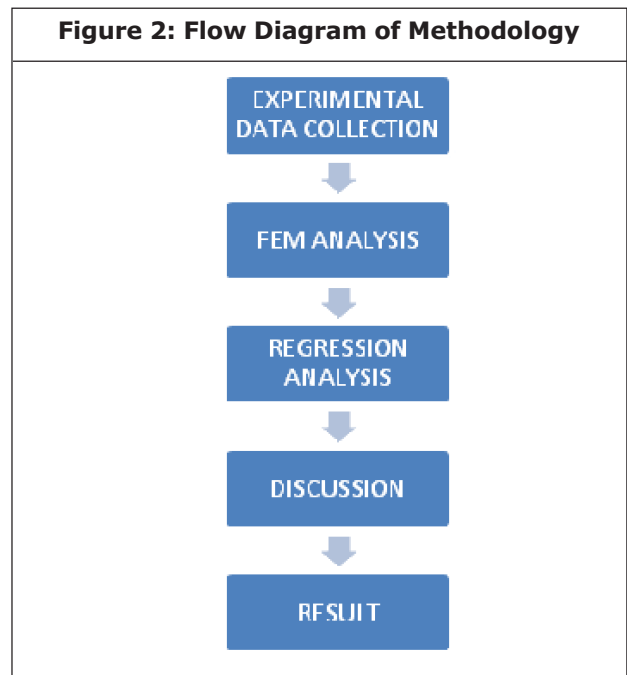 Figure 2: Flow Diagram of Methodology
EXPERIMENTAL
DATA COLLECTION
FEM ANALYSIS
REGRESSION
ANALYSIS
DISCUSSION
RESULT